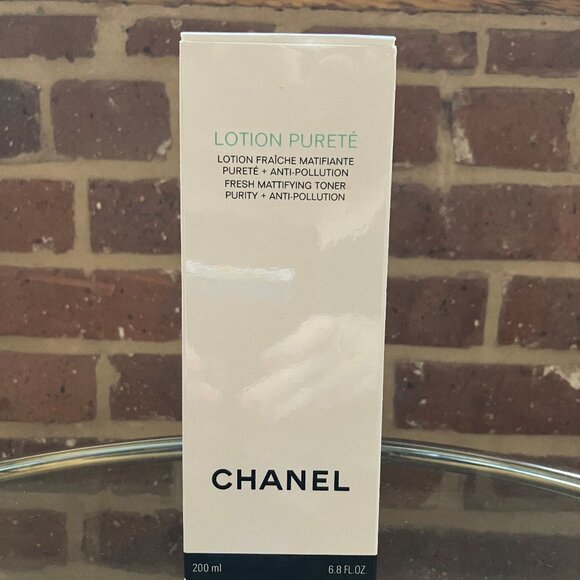 LOTION PURETÉ
LOTION FRAÎCHE MATIFIANTE
PURETÉ + ANTI-POLLUTION
FRESH MATTIFYING TONER
PURITY + ANTI-POLLUTION
CHANEL
200 ml 6.8 FL.OZ.